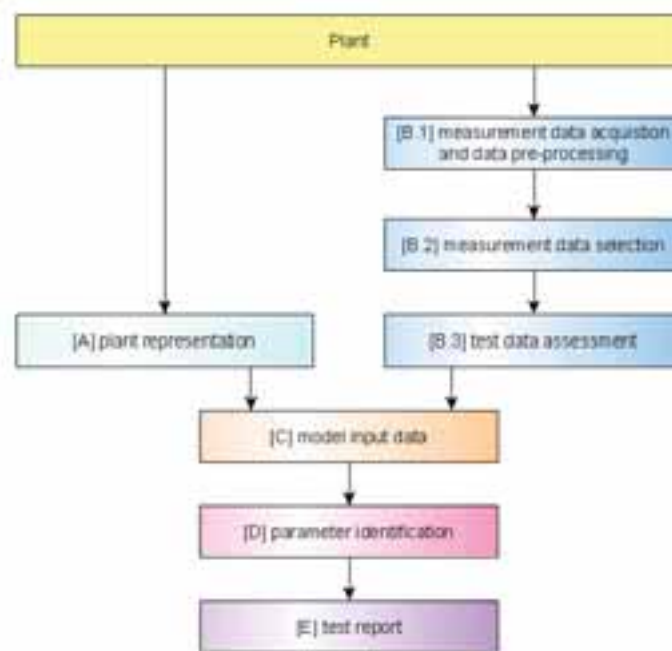 Plant
[B.1] measurement data acquistion
and data pre-processing
[B.2] measurement data selection
[A] plant representation
[B.3] test data assessment
[C] model input data
[D] parameter identification
[E] test report